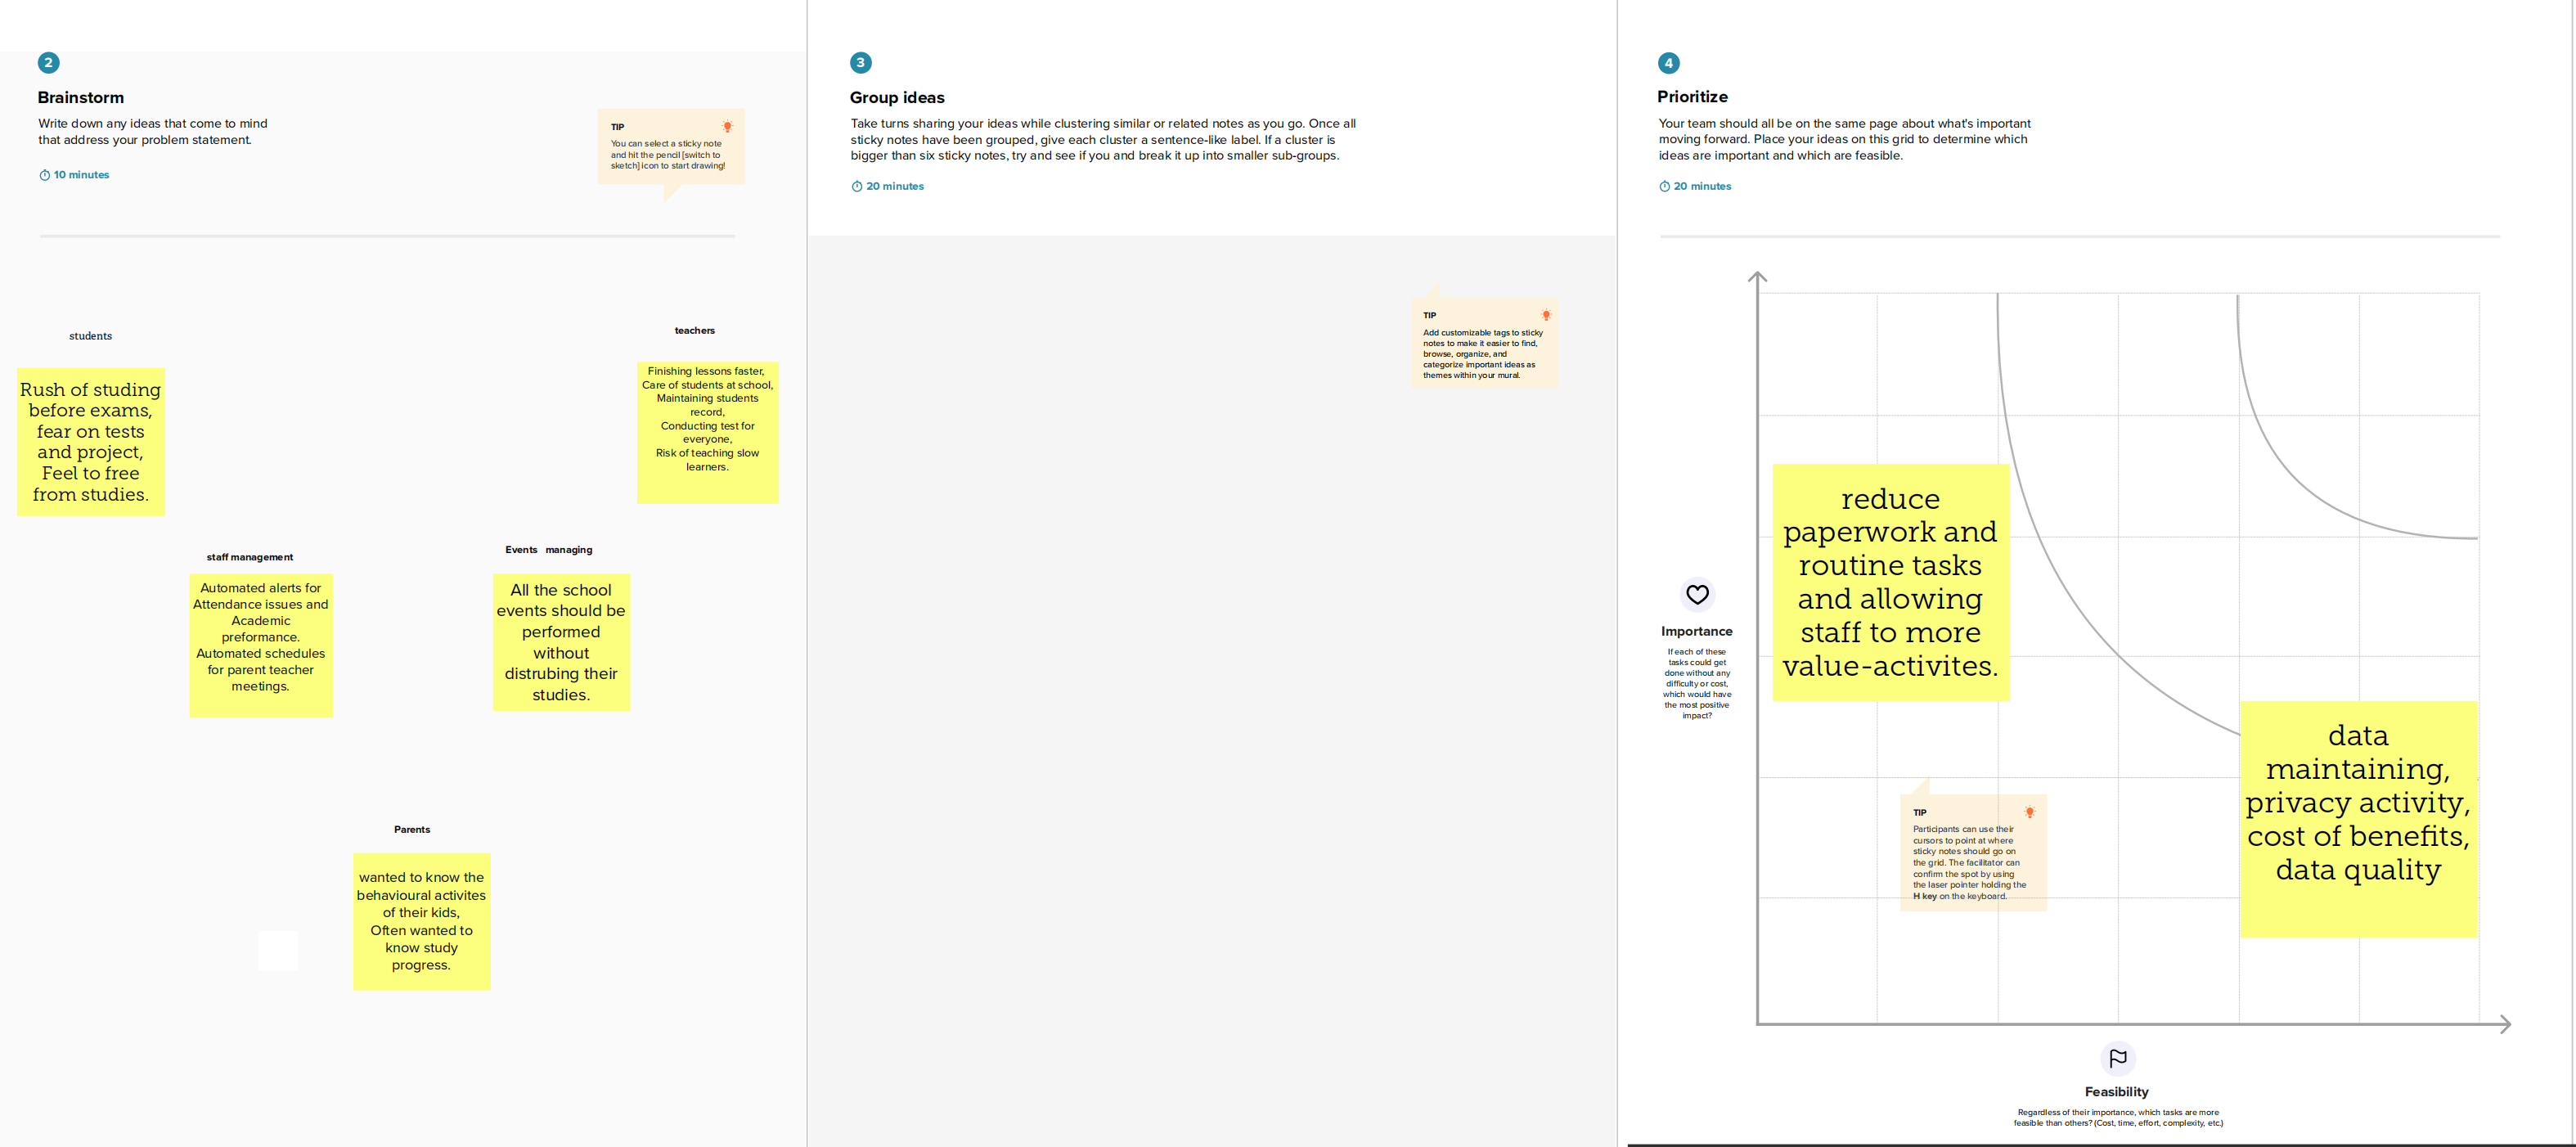 2
Brainstorm
Write down any ideas that come to mind
that address your problem statement.
10 minutes
TIP
You can select a sticky note
and hit the pencil [switch to
sketch] icon to start drawing!
students
Rush of studing
before exams,
fear on tests
and project,
Feel to free
from studies.
teachers
Finishing lessons faster,
Care of students at school,
Maintaining students
record,
Conducting test for
everyone,
Risk of teaching slow
learners.
staff management
Automated alerts for
Attendance issues and
Academic
preformance.
Automated schedules
for parent teacher
meetings.
Events managing
All the school
events should be
performed
without
distrubing their
studies.
Parents
wanted to know the
behavioural activites
of their kids,
Often wanted to
know study
progress.
3
Group ideas
Take turns sharing your ideas while clustering similar or related notes as you go. Once all
sticky notes have been grouped, give each cluster a sentence-like label. If a cluster is
bigger than six sticky notes, try and see if you and break it up into smaller sub-groups.
20 minutes
TIP
Add customizable tags to sticky
notes to make it easier to find,
browse, organize, and
categorize important ideas as
themes within your mural.
4
Prioritize
Your team should all be on the same page about what's important
moving forward. Place your ideas on this grid to determine which
ideas are important and which are feasible.
20 minutes
reduce
paperwork and
routine tasks
and allowing
staff to more
value-activites.
Importance
If each of these
tasks could get
done without any
difficulty or cost,
which would have
the most positive
impact?
data
maintaining,
privacy activity,
cost of benefits,
data quality
TIP
Participants can use their
cursors to point at where
sticky notes should go on
the grid. The facilitator can
confirm the spot by using
the laser pointer holding the
H key on the keyboard.
Feasibility
Regardless of their importance, which tasks are more
feasible than others? (Cost, time, effort, complexity, etc.)